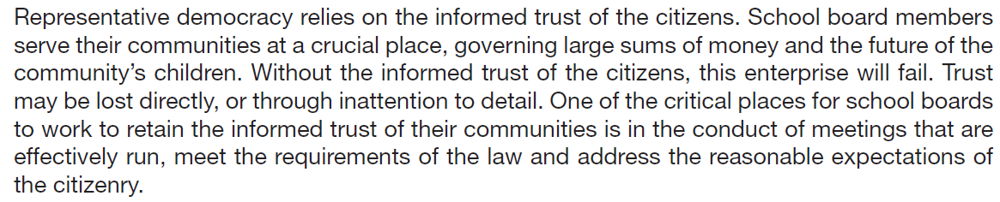 Representative democracy relies on the informed trust of the citizens. School board members
serve their communities at a crucial place, governing large sums of money and the future of the
community’s children. Without the informed trust of the citizens, this enterprise will fail. Trust
may be lost directly, or through inattention to detail. One of the critical places for school boards
to work to retain the informed trust of their communities is in the conduct of meetings that are
effectively run, meet the requirements of the law and address the reasonable expectations of
the citizenry.